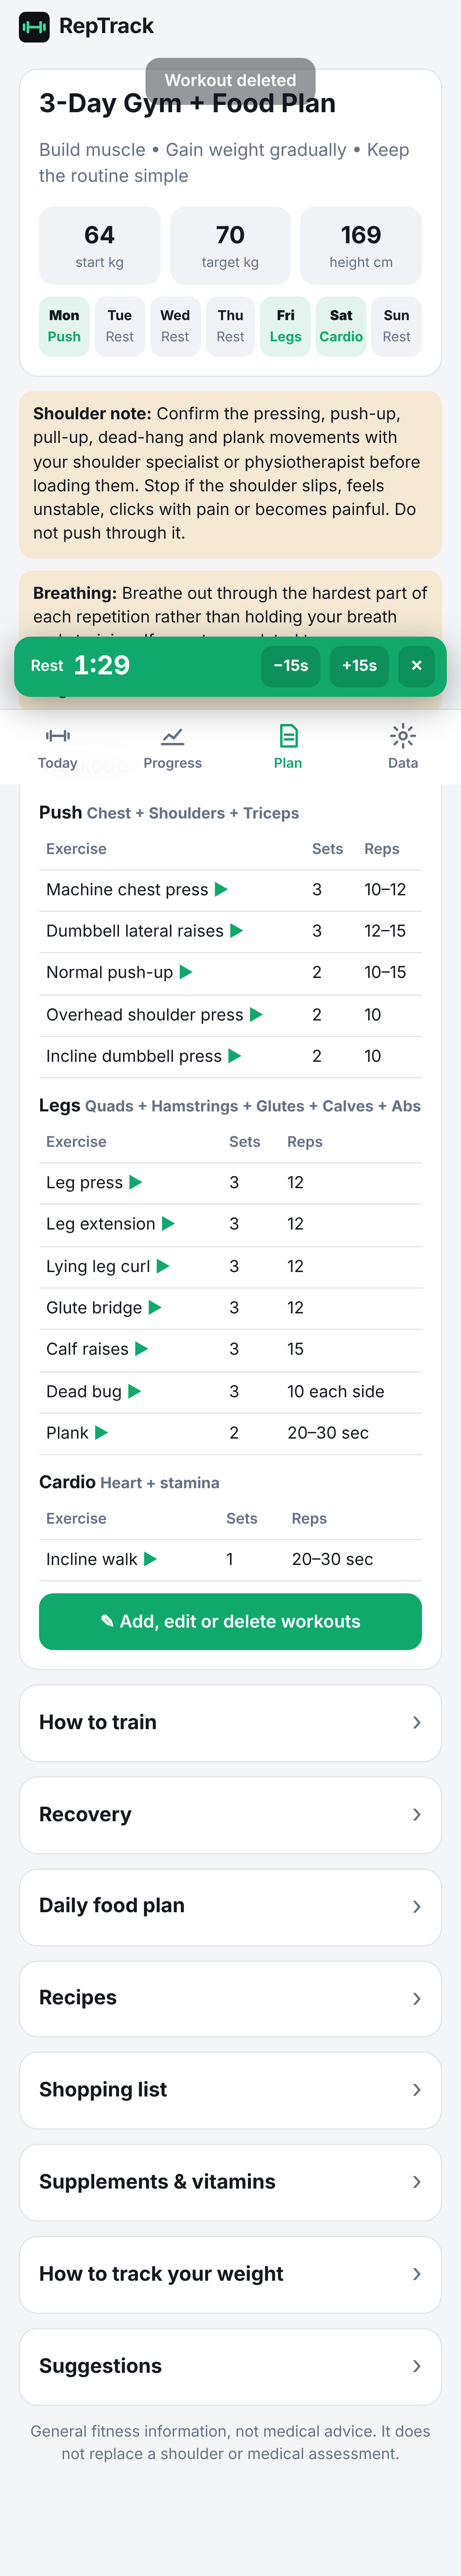 RepTrack
Workout deleted
3-Day Gym + Food Plan
Build muscle • Gain weight gradually • Keep
the routine simple
64
start kg
70
target kg
169
height cm
Mon
Push
Tue
Rest
Wed
Rest
Thu
Rest
Fri
Legs
Sat
Cardio
Sun
Rest
Shoulder note: Confirm the pressing, push-up,
pull-up, dead-hang and plank movements with
your shoulder specialist or physiotherapist before
loading them. Stop if the shoulder slips, feels
unstable, clicks with pain or becomes painful. Do
not push through it.
Breathing: Breathe out through the hardest part of
each repetition rather than holding your breath
Rest 1:29 −15s +15s ✕
Today Progress Plan Data
Push Chest + Shoulders + Triceps
Exercise Sets Reps
Machine chest press ▶ 3 10–12
Dumbbell lateral raises ▶ 3 12–15
Normal push-up ▶ 2 10–15
Overhead shoulder press ▶ 2 10
Incline dumbbell press ▶ 2 10
Legs Quads + Hamstrings + Glutes + Calves + Abs
Exercise Sets Reps
Leg press ▶ 3 12
Leg extension ▶ 3 12
Lying leg curl ▶ 3 12
Glute bridge ▶ 3 12
Calf raises ▶ 3 15
Dead bug ▶ 3 10 each side
Plank ▶ 2 20–30 sec
Cardio Heart + stamina
Exercise Sets Reps
Incline walk ▶ 1 20–30 sec
✎ Add, edit or delete workouts
How to train ›
Recovery ›
Daily food plan ›
Recipes ›
Shopping list ›
Supplements & vitamins ›
How to track your weight ›
Suggestions ›
General fitness information, not medical advice. It does
not replace a shoulder or medical assessment.